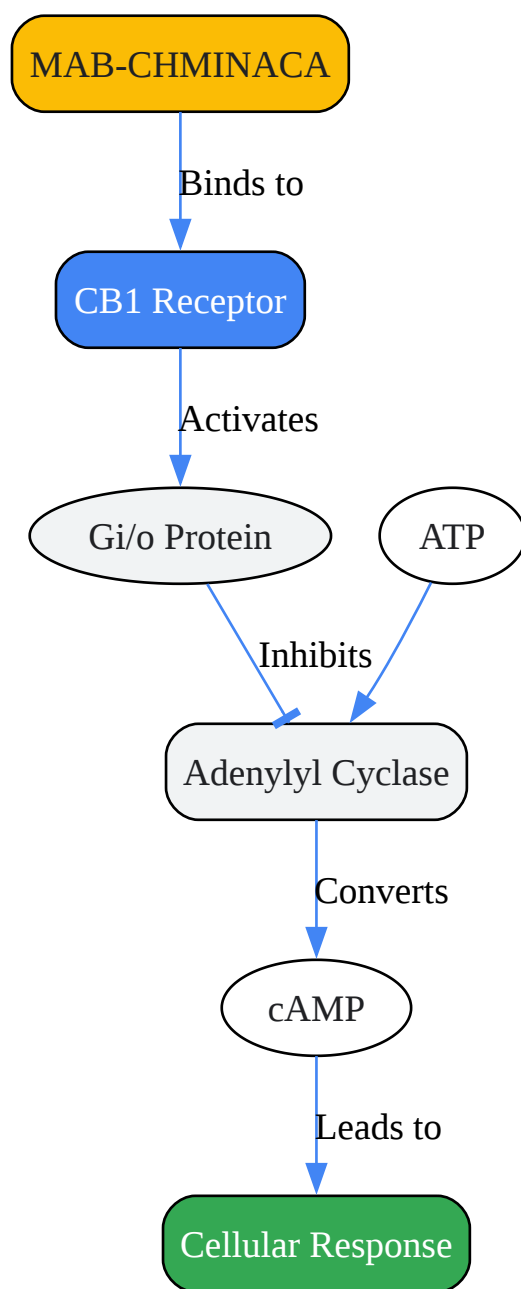 MAB-CHMINACA
Binds to
CB1 Receptor
Activates
Gi/o Protein
ATP
Inhibits
Adenylyl Cyclase
Converts
cAMP
Leads to
Cellular Response